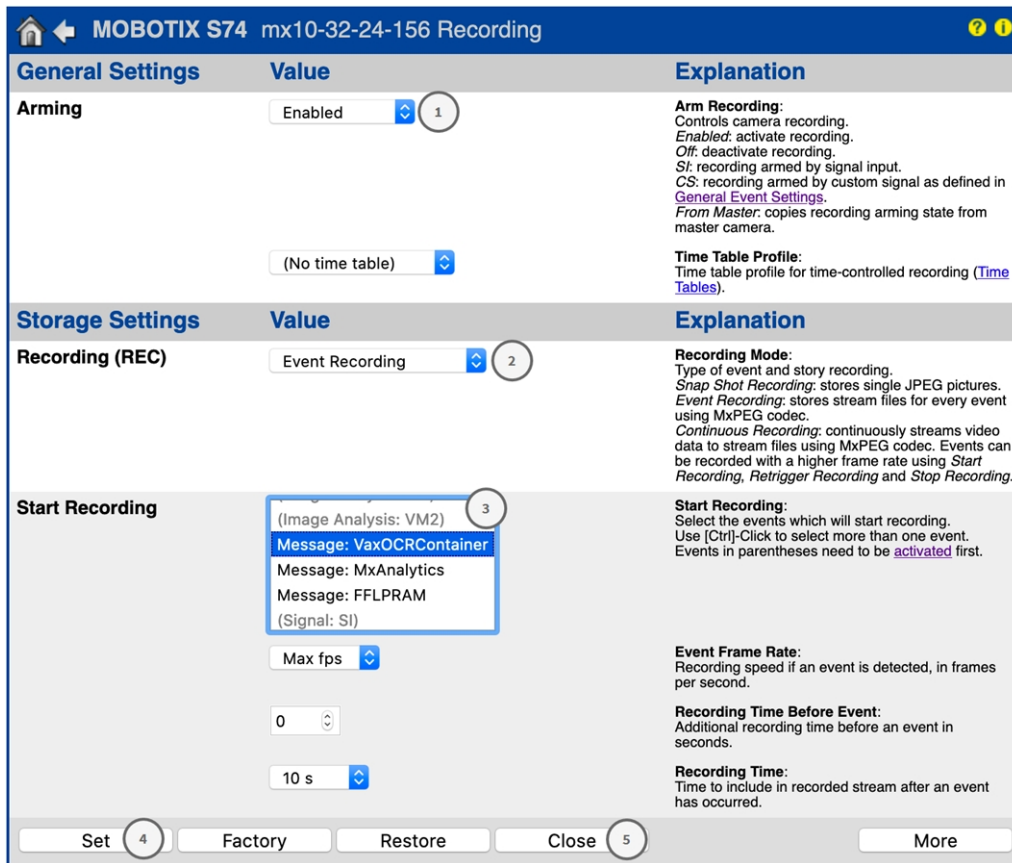 MOBOTIX S74 mx10-32-24-156 Recording ? i
General Settings Value Explanation
Arming
Enabled 1
Arm Recording:
Controls camera recording.
Enabled: activate recording.
Off: deactivate recording.
SI: recording armed by signal input.
CS: recording armed by custom signal as defined in
General Event Settings.
From Master: copies recording arming state from
master camera.
(No time table)
Time Table Profile:
Time table profile for time-controlled recording (Time
Tables).
Storage Settings Value Explanation
Recording (REC)
Event Recording 2
Recording Mode:
Type of event and story recording.
Snap Shot Recording: stores single JPEG pictures.
Event Recording: stores stream files for every event
using MxPEG codec.
Continuous Recording: continuously streams video
data to stream files using MxPEG codec. Events can
be recorded with a higher frame rate using Start
Recording, Retrigger Recording and Stop Recording.
Start Recording
3
(Image Analysis: VM2)
Message: VaxOCRContainer
Message: MxAnalytics
Message: FFLPRAM
(Signal: SI)
Start Recording:
Select the events which will start recording.
Use [Ctrl]-Click to select more than one event.
Events in parentheses need to be activated first.
Max fps
Event Frame Rate:
Recording speed if an event is detected, in frames
per second.
0
Recording Time Before Event:
Additional recording time before an event in
seconds.
10 s
Recording Time:
Time to include in recorded stream after an event
has occurred.
Set 4 Factory Restore Close 5 More